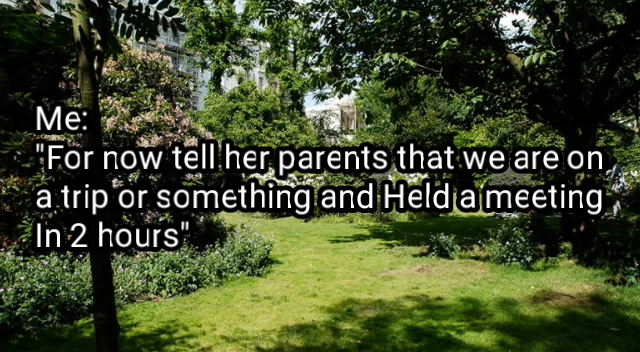 Me:
"For now tell her parents that we are on
a trip or something and Held a meeting
In 2 hours"